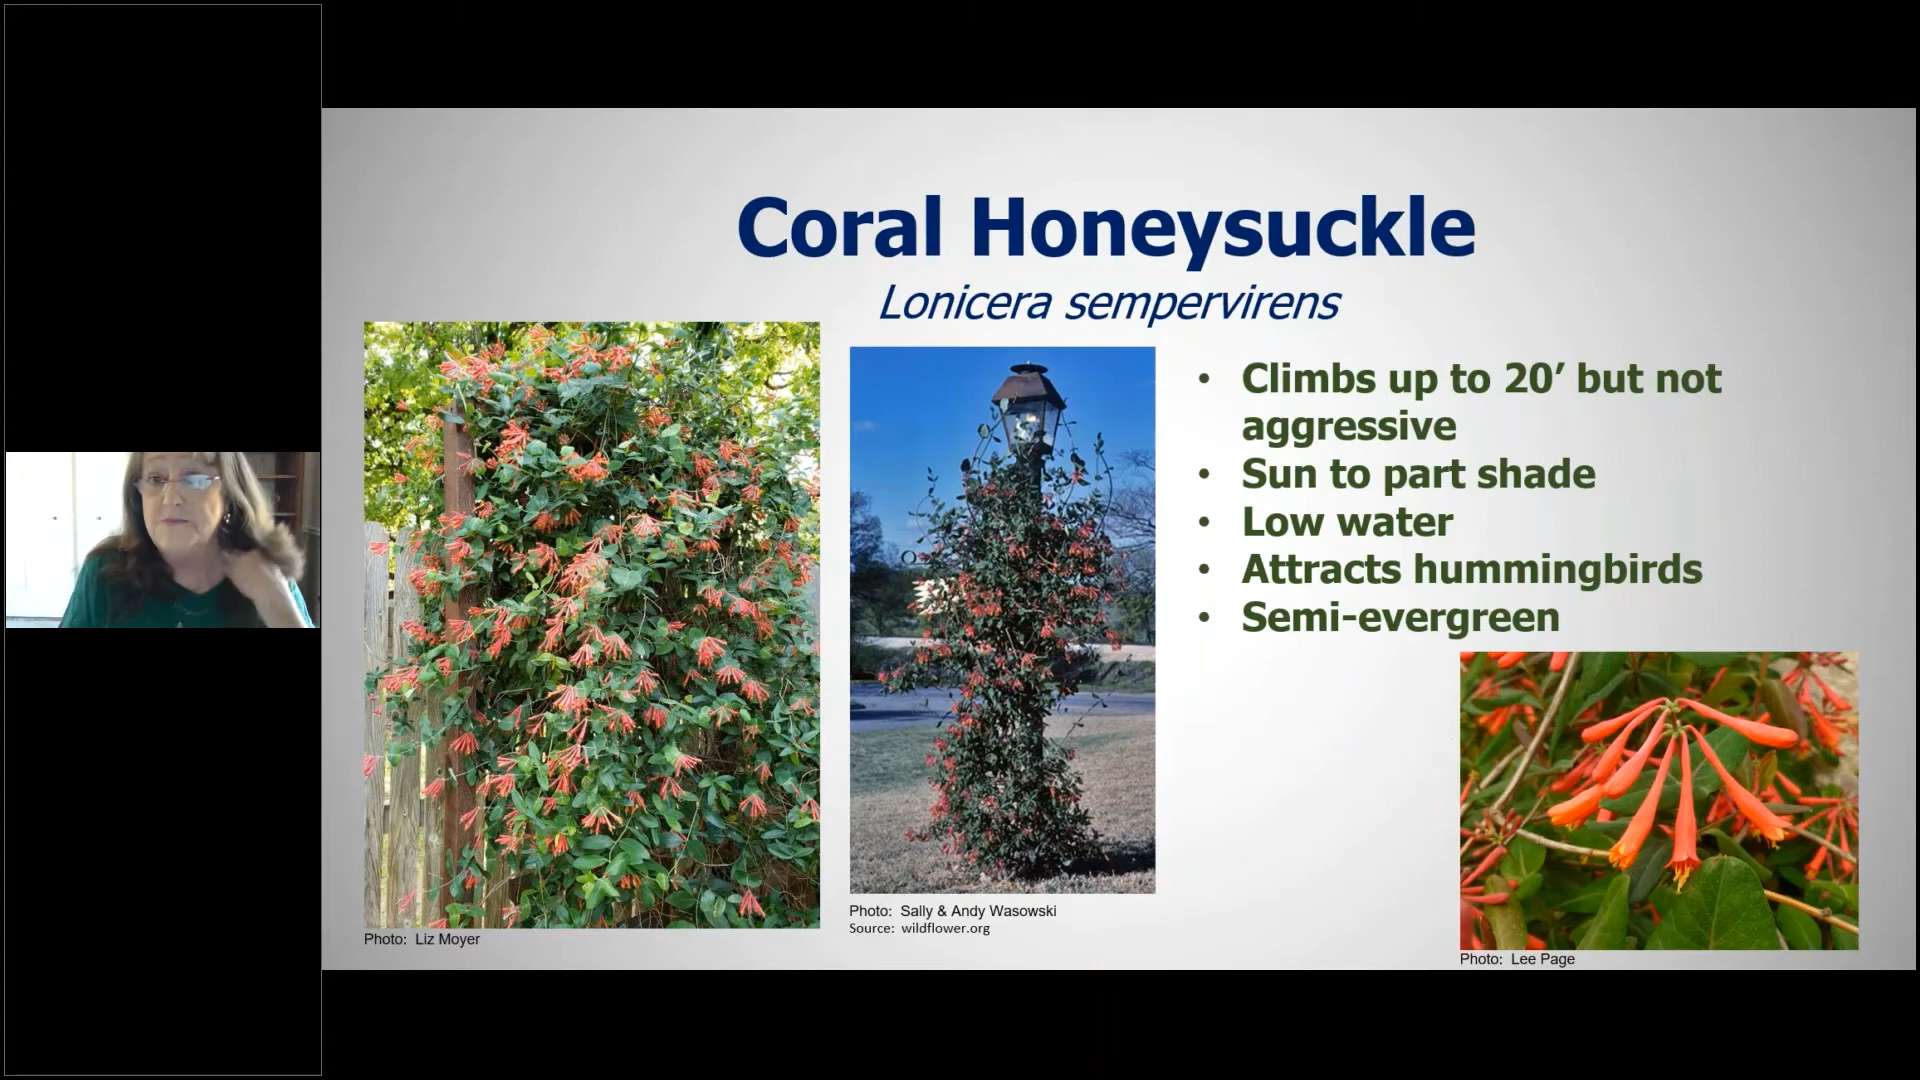 Coral Honeysuckle
Lonicera sempervirens
• Climbs up to 20’ but not
aggressive
• Sun to part shade
• Low water
• Attracts hummingbirds
• Semi-evergreen
Photo: Liz Moyer
Photo: Sally & Andy Wasowski
Source: wildflower.org
Photo: Lee Page